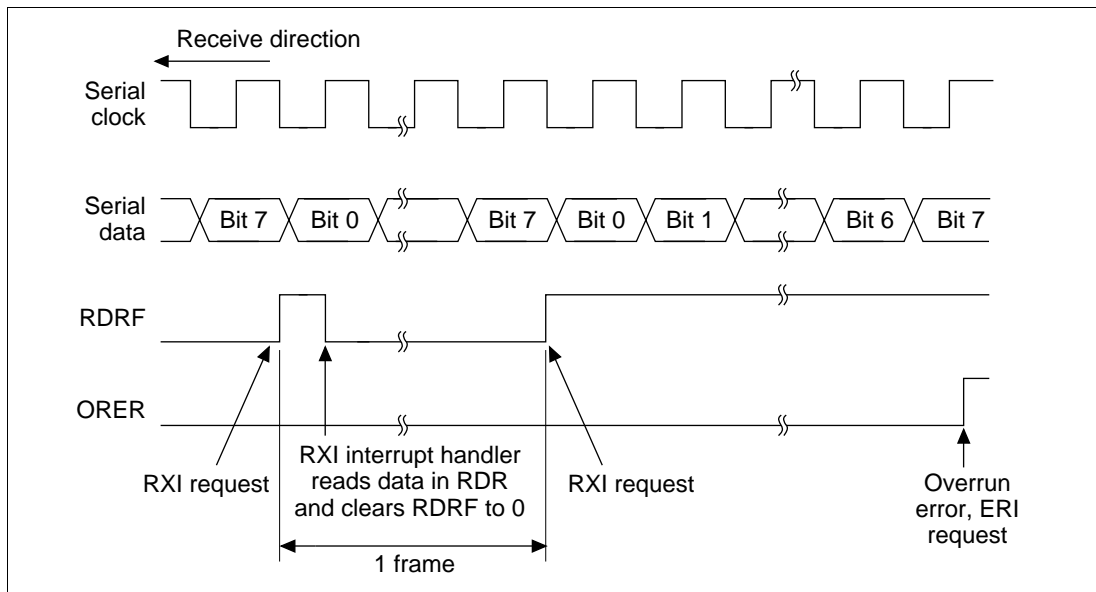 Receive direction
Serial
clock
Serial
data
Bit 7
Bit 0
Bit 7
Bit 0
Bit 1
Bit 6
Bit 7
RDRF
ORER
RXI request
RXI interrupt handler
reads data in RDR
and clears RDRF to 0
RXI request
Overrun
error, ERI
request
1 frame